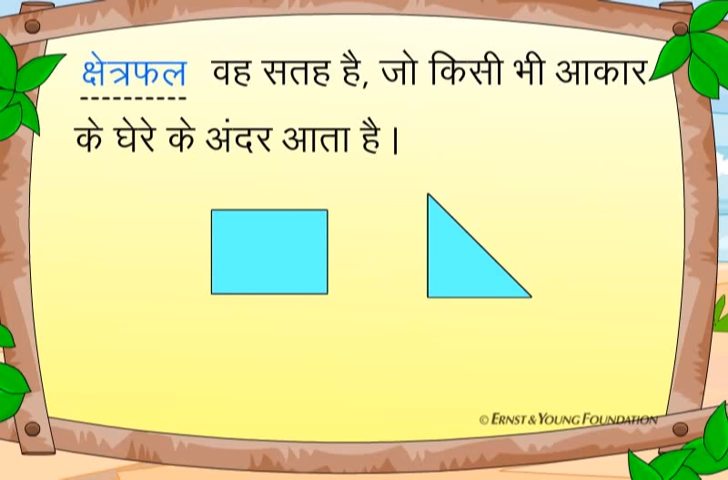 क्षेत्रफल वह सतह है, जो किसी भी आकार
के घेरे के अंदर आता है।
© ERNST & YOUNG FOUNDATION